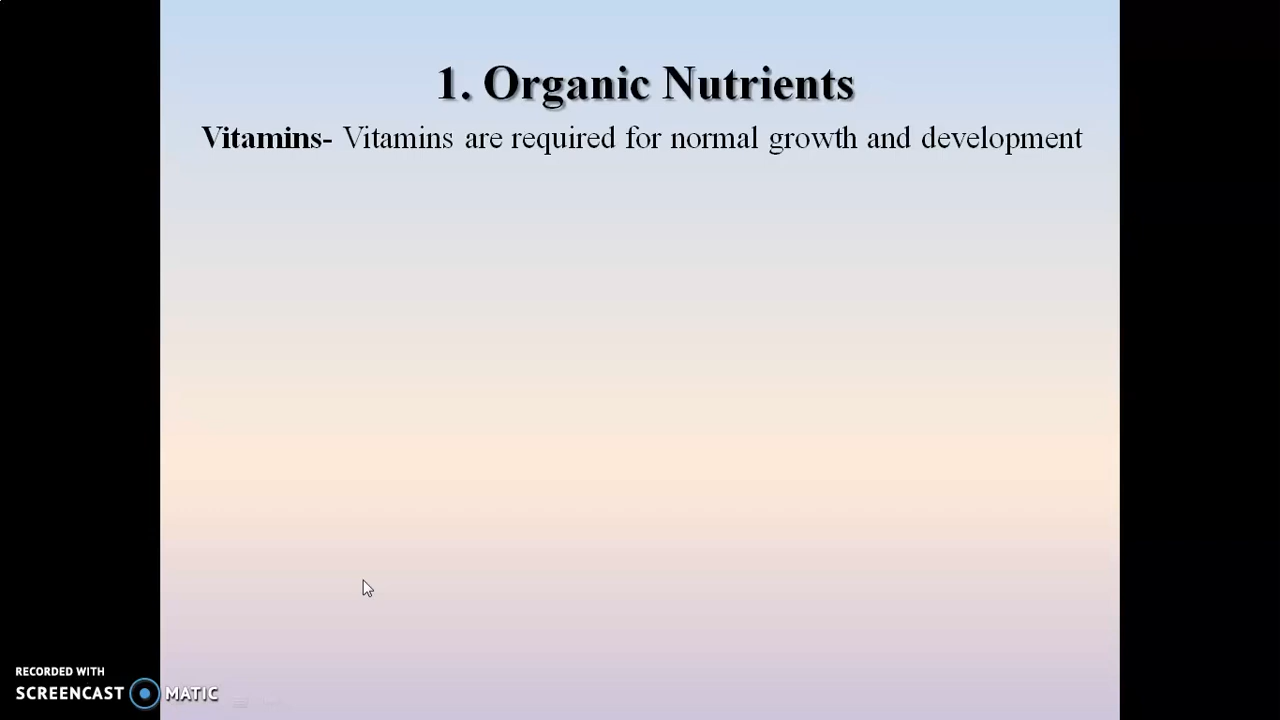 1. Organic Nutrients
Vitamins- Vitamins are required for normal growth and development
RECORDED WITH
SCREENCAST MATIC